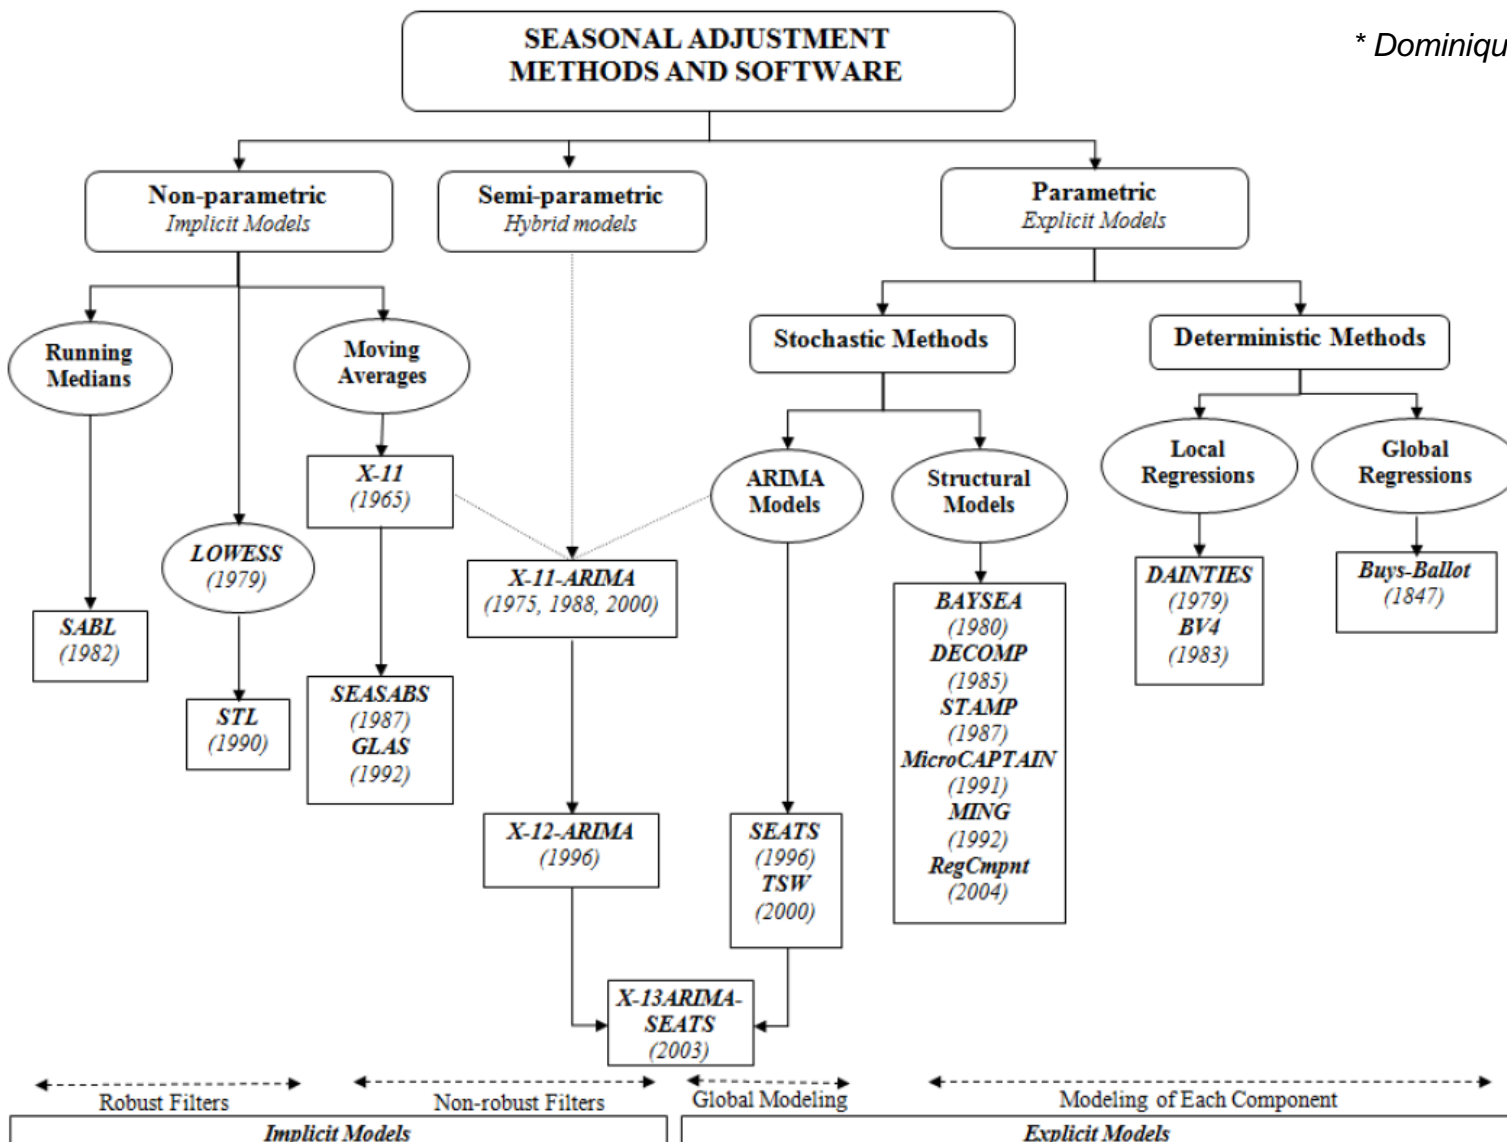 SEASONAL ADJUSTMENT
METHODS AND SOFTWARE
* Dominiqu
Non-parametric
Implicit Models
Semi-parametric
Hybrid models
Parametric
Explicit Models
Running
Medians
Moving
Averages
Stochastic Methods
Deterministic Methods
X-11
(1965)
ARIMA
Models
Structural
Models
Local
Regressions
Global
Regressions
LOWESS
(1979)
X-11-ARIMA
(1975, 1988, 2000)
BAYSEA
(1980)
DECOMP
(1985)
STAMP
(1987)
MicroCAPTAIN
(1991)
MING
(1992)
RegCmpnt
(2004)
DAINTIES
(1979)
BV4
(1983)
Buys-Ballot
(1847)
SABL
(1982)
STL
(1990)
SEASABS
(1987)
GLAS
(1992)
X-12-ARIMA
(1996)
SEATS
(1996)
TSW
(2000)
X-13ARIMA-
SEATS
(2003)
Robust Filters
Non-robust Filters
Global Modeling
Modeling of Each Component
Implicit Models
Explicit Models